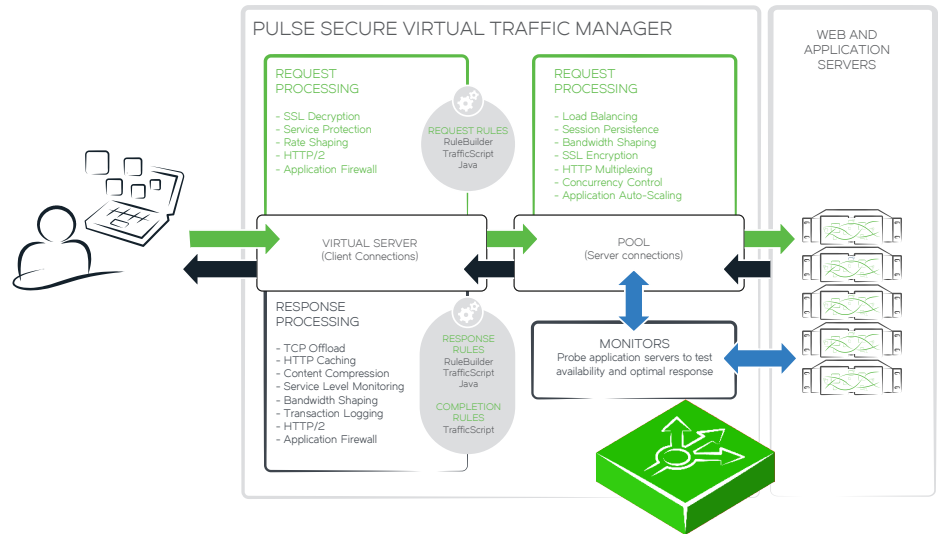 PULSE SECURE VIRTUAL TRAFFIC MANAGER
WEB AND
APPLICATION
SERVERS
REQUEST
PROCESSING
- SSL Decryption
- Service Protection
- Rate Shaping
- HTTP/2
- Application Firewall
REQUEST RULES
RuleBuilder
TrafficScript
Java
REQUEST
PROCESSING
- Load Balancing
- Session Persistence
- Bandwidth Shaping
- SSL Encryption
- HTTP Multiplexing
- Concurrency Control
- Application Auto-Scaling
VIRTUAL SERVER
(Client Connections)
POOL
(Server connections)
RESPONSE
PROCESSING
- TCP Offload
- HTTP Caching
- Content Compression
- Service Level Monitoring
- Bandwidth Shaping
- Transaction Logging
- HTTP/2
- Application Firewall
RESPONSE
RULES
RuleBuilder
TrafficScript
Java
COMPLETION
RULES
TrafficScript
MONITORS
Probe application servers to test
availability and optimal response